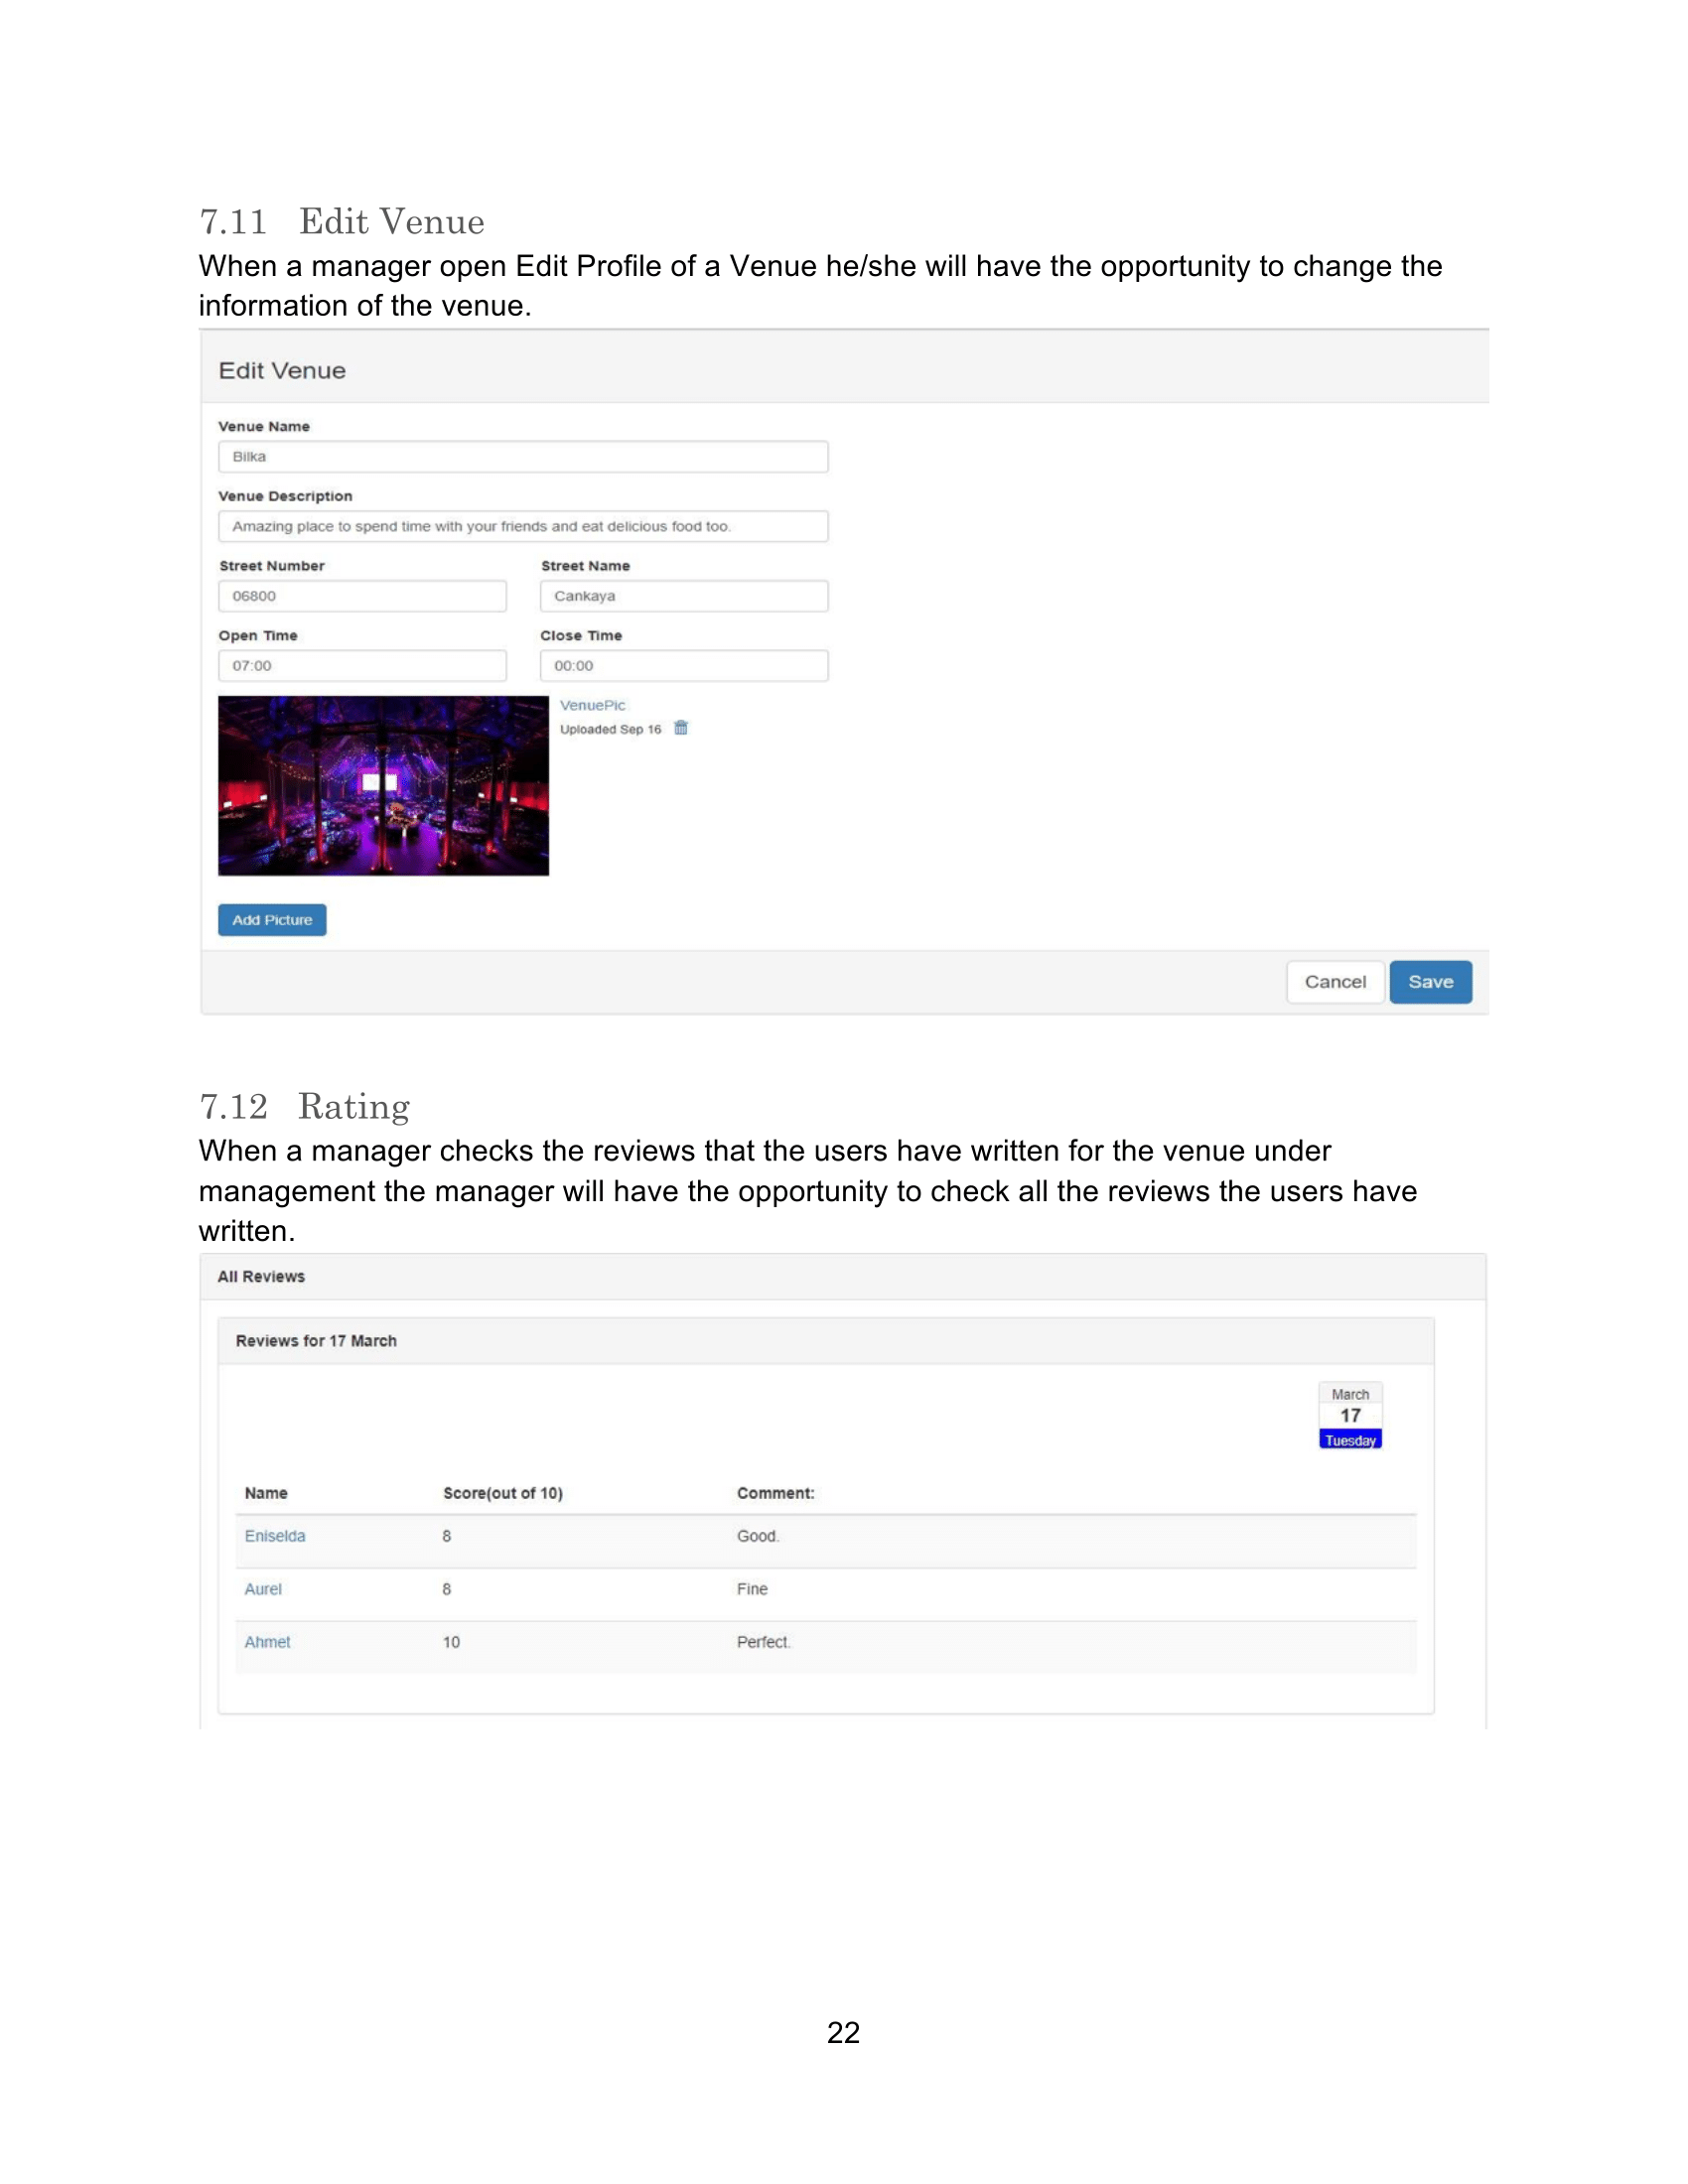 7.11 Edit Venue
When a manager open Edit Profile of a Venue he/she will have the opportunity to change the
information of the venue.
Edit Venue
Venue Name
Bilka
Venue Description
Amazing place to spend time with your friends and eat delicious food too.
Street Number Street Name
06800 Cankaya
Open Time Close Time
07:00 00:00
VenuePic
Uploaded Sep 16
Add Picture
Cancel Save
7.12 Rating
When a manager checks the reviews that the users have written for the venue under
management the manager will have the opportunity to check all the reviews the users have
written.
All Reviews
Reviews for 17 March
March
17
Tuesday
Name Score(out of 10) Comment:
Eniselda 8 Good.
Aurel 8 Fine
Ahmet 10 Perfect.
22